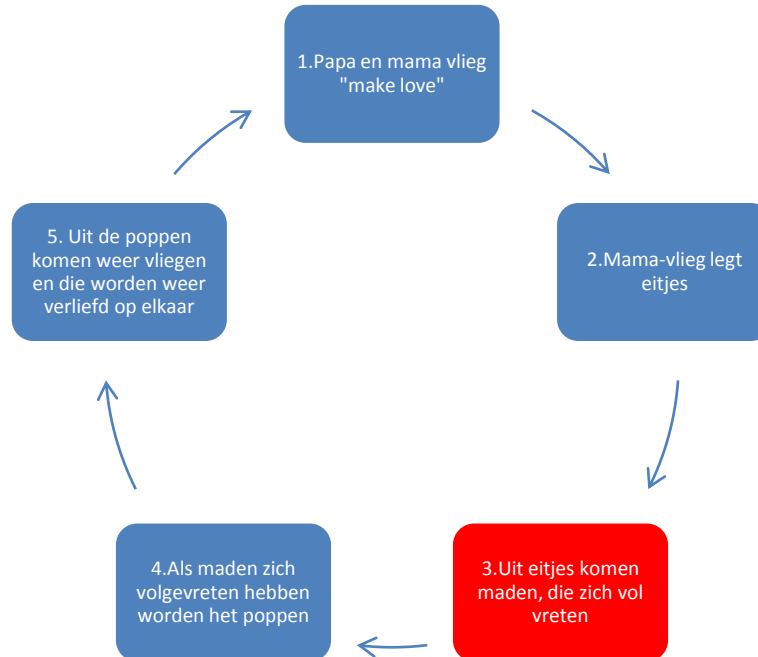 1.Papa en mama vlieg
"make love"
2.Mama-vlieg legt
eitjes
3.Uit eitjes komen
maden, die zich vol
vreten
4.Als maden zich
volgevreten hebben
worden het poppen
5. Uit de poppen
komen weer vliegen
en die worden weer
verliefd op elkaar